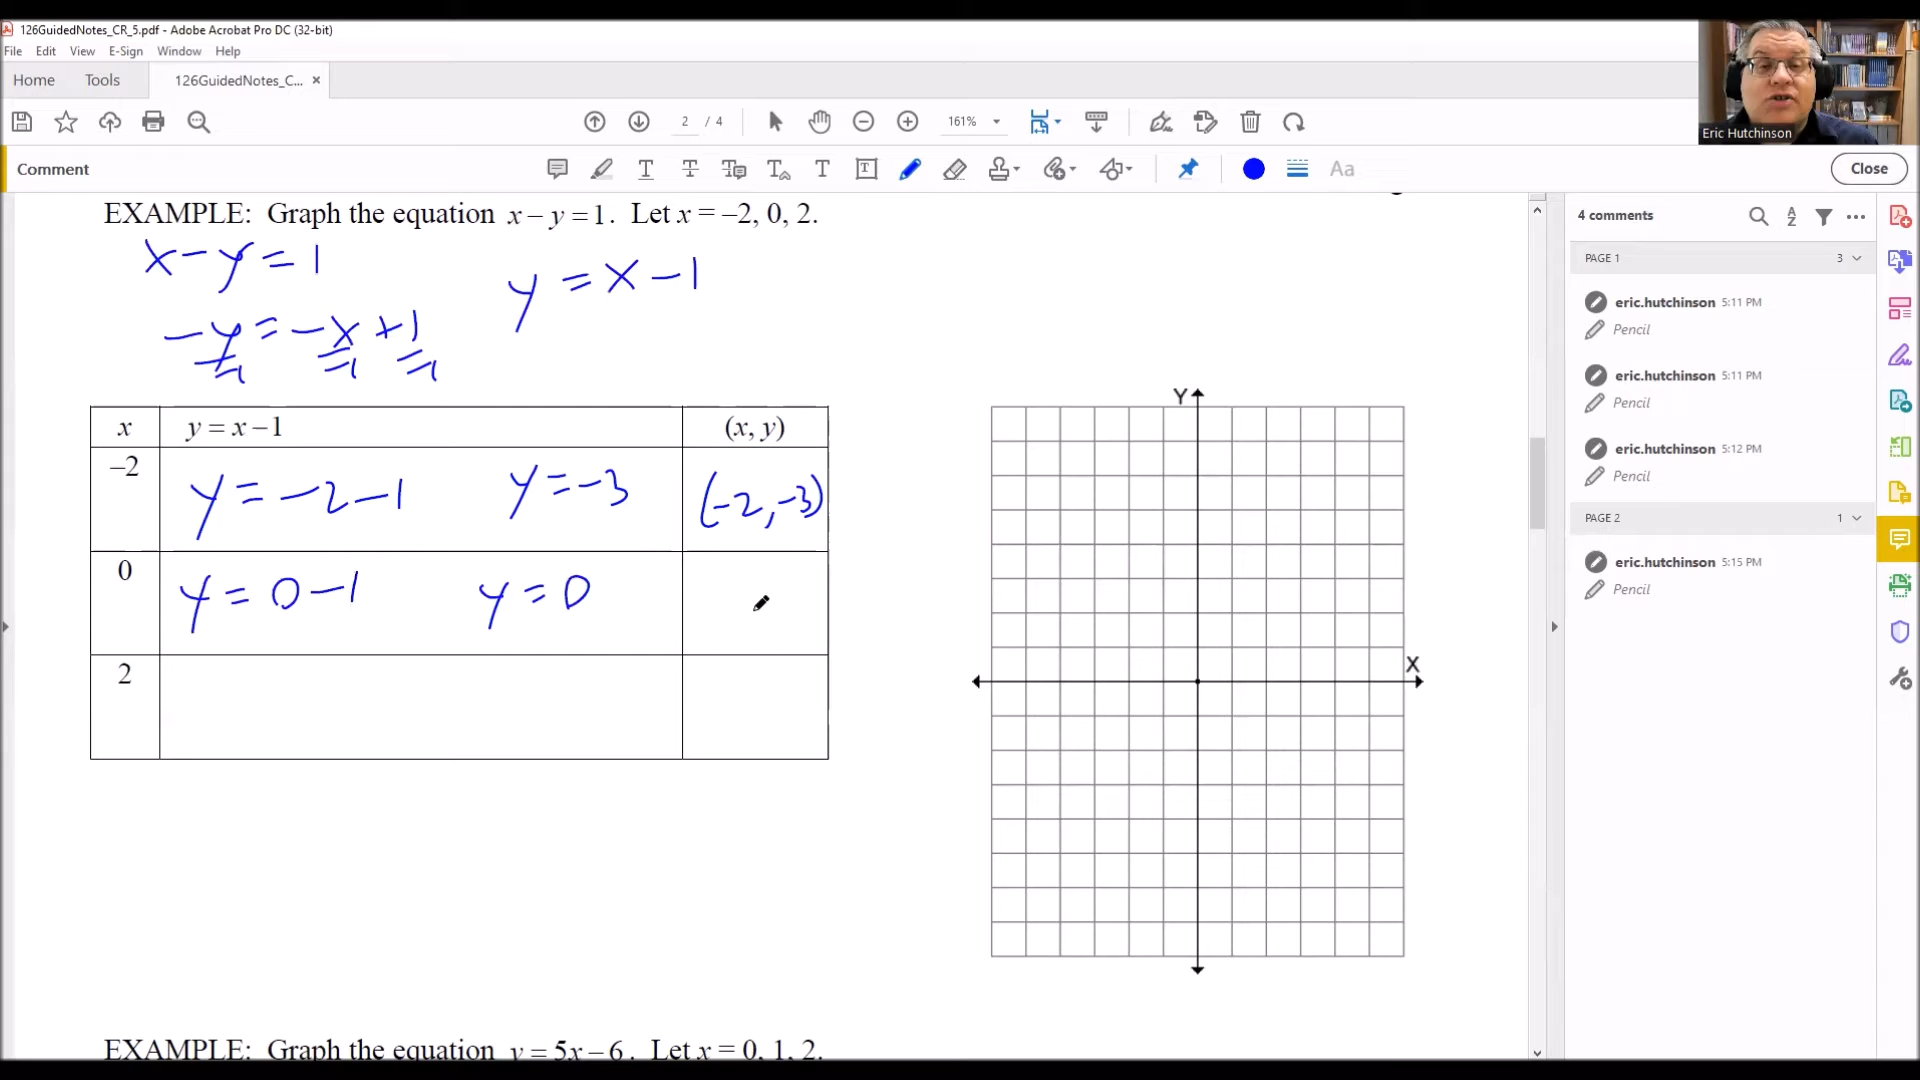 126GuidedNotes_CR_5.pdf - Adobe Acrobat Pro DC (32-bit)
File Edit View E-Sign Window Help
Home Tools 126GuidedNotes_C... ×
2 / 4 161%
Eric Hutchinson
Comment Aa Close
EXAMPLE: Graph the equation x − y = 1. Let x = –2, 0, 2.
x − y = 1
y = x − 1
−y = −x + 1
−1 −1 −1
x y = x − 1 (x, y)
–2 y = −2 − 1 y = −3 (−2, −3)
0 y = 0 − 1 y = 0
2
Y
X
EXAMPLE: Graph the equation y = 5x − 6. Let x = 0, 1, 2.
4 comments
PAGE 1 3
eric.hutchinson 5:11 PM
Pencil
eric.hutchinson 5:11 PM
Pencil
eric.hutchinson 5:12 PM
Pencil
PAGE 2 1
eric.hutchinson 5:15 PM
Pencil